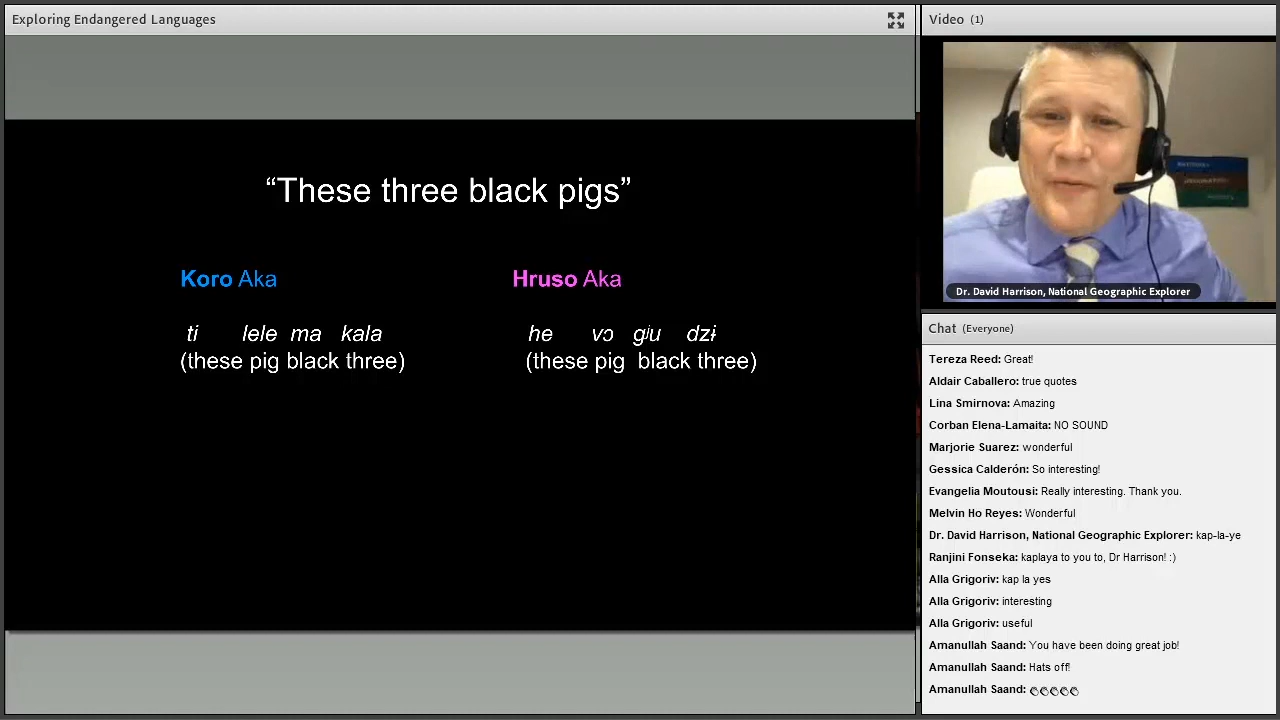 Exploring Endangered Languages
“These three black pigs”
Koro Aka
ti lele ma kala
(these pig black three)
Hruso Aka
he vɔ gʲu dzɨ
(these pig black three)
Video (1)
Dr. David Harrison, National Geographic Explorer
Chat (Everyone)
Tereza Reed: Great!
Aldair Caballero: true quotes
Lina Smirnova: Amazing
Corban Elena-Lamaita: NO SOUND
Marjorie Suarez: wonderful
Gessica Calderón: So interesting!
Evangelia Moutousi: Really interesting. Thank you.
Melvin Ho Reyes: Wonderful
Dr. David Harrison, National Geographic Explorer: kap-la-ye
Ranjini Fonseka: kaplaya to you to, Dr Harrison! :)
Alla Grigoriv: kap la yes
Alla Grigoriv: interesting
Alla Grigoriv: useful
Amanullah Saand: You have been doing great job!
Amanullah Saand: Hats off!
Amanullah Saand: 👏👏👏👏👏